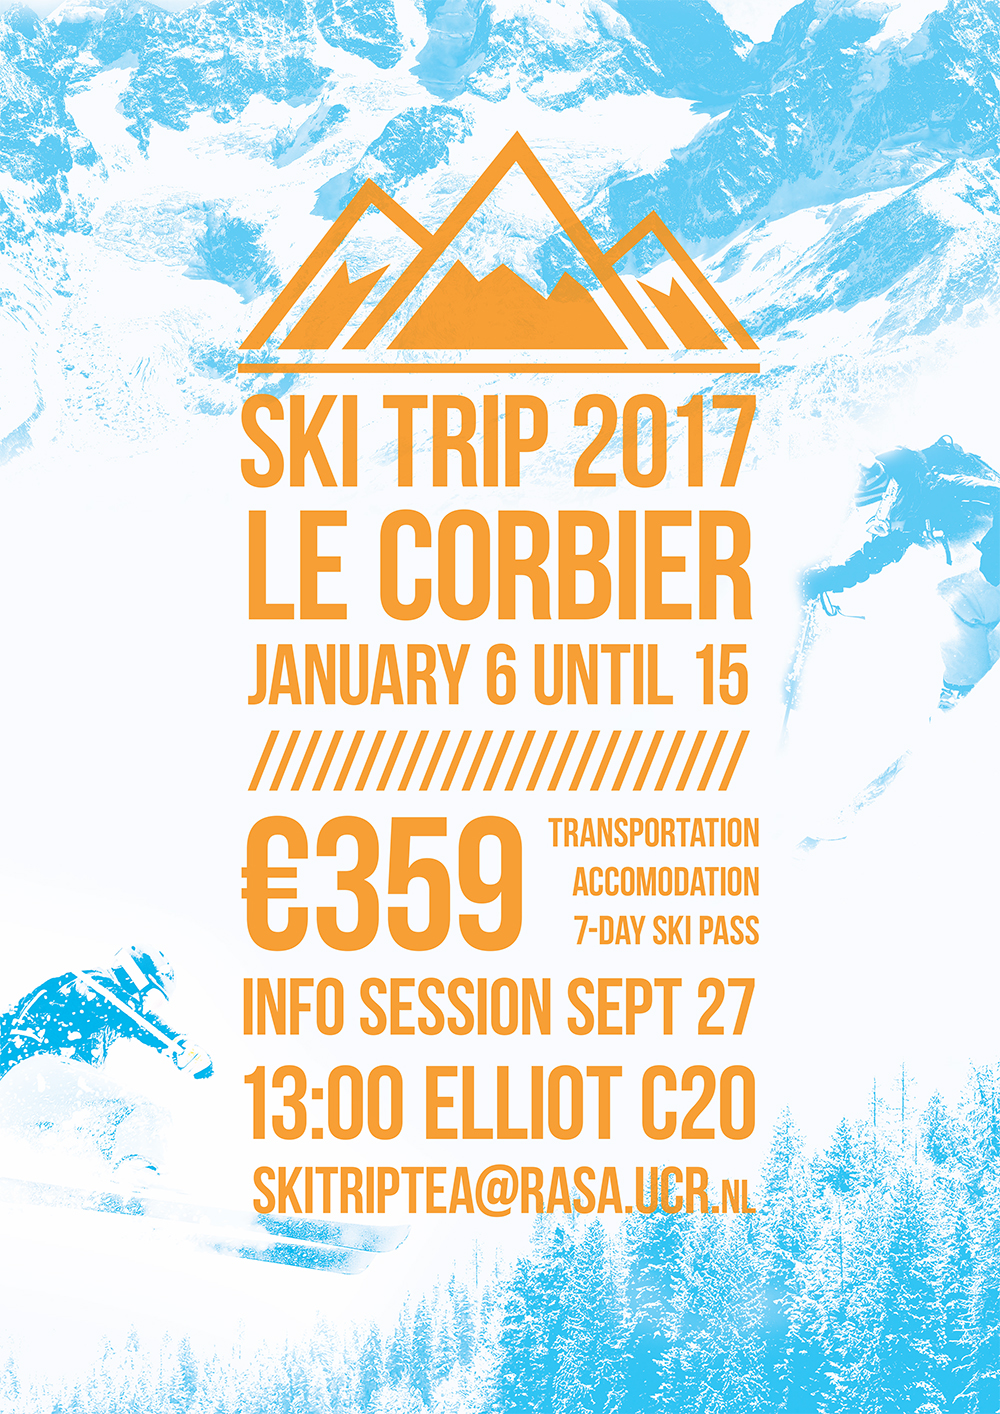 SKI TRIP 2017
LE CORBIER
JANUARY 6 UNTIL 15
////////////////////////
€359
TRANSPORTATION
ACCOMODATION
7-DAY SKI PASS
INFO SESSION SEPT 27
13:00 ELLIOT C20
SKITRIPTEA@RASA.UCR.NL